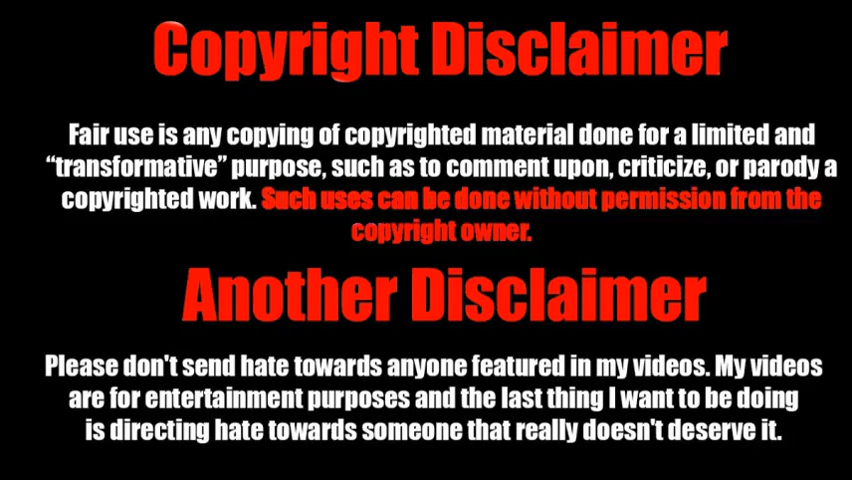 Copyright Disclaimer
Fair use is any copying of copyrighted material done for a limited and
“transformative” purpose, such as to comment upon, criticize, or parody a
copyrighted work. Such uses can be done without permission from the
copyright owner.
Another Disclaimer
Please don't send hate towards anyone featured in my videos. My videos
are for entertainment purposes and the last thing I want to be doing
is directing hate towards someone that really doesn't deserve it.